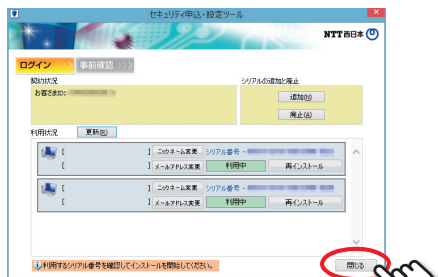 セキュリティ申込・設定ツール
NTT西日本
ログイン 事前確認
契約状況 シリアルの追加と廃止
お客さまID:
追加(N)
廃止(A)
利用状況 更新(R)
[ ] ニックネーム変更 シリアル番号 -
[ ] メールアドレス変更 利用中 再インストール
[ ] ニックネーム変更 シリアル番号 -
[ ] メールアドレス変更 利用中 再インストール
利用するシリアル番号を確認してインストールを開始してください。 閉じる